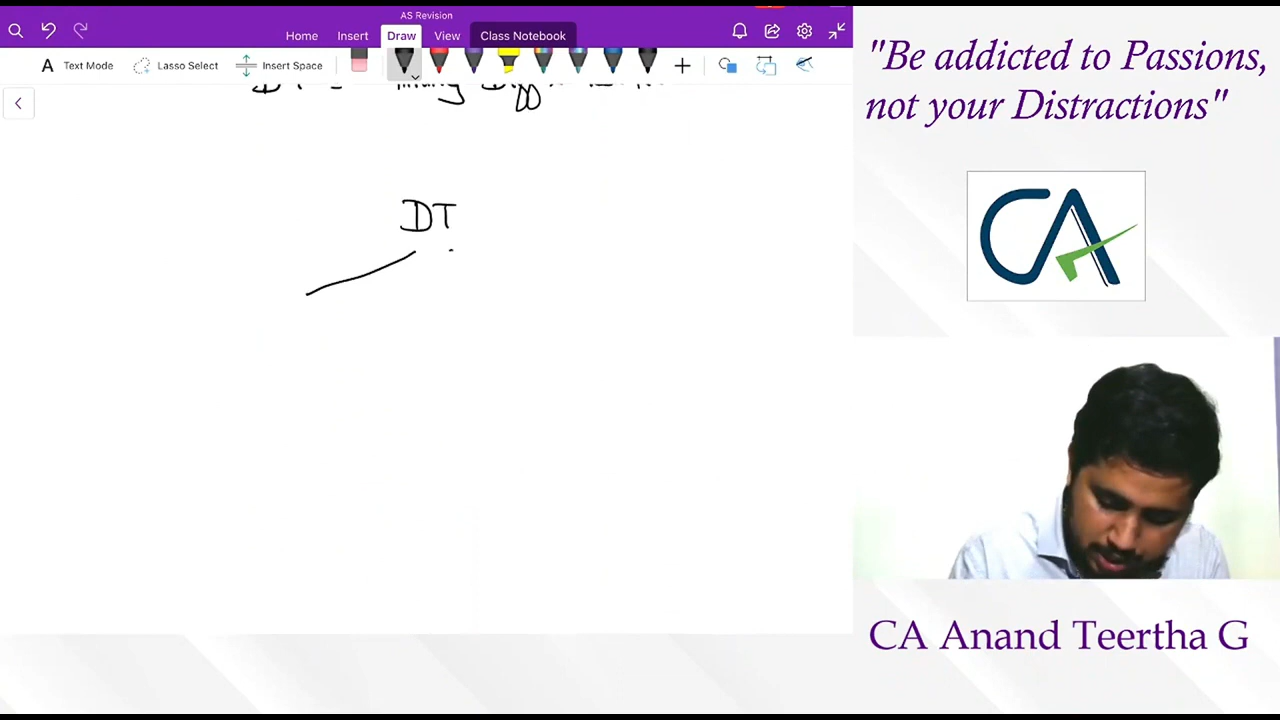 AS Revision
Home Insert Draw View Class Notebook
A Text Mode Lasso Select Insert Space
DT
"Be addicted to Passions,
not your Distractions"
CA
CA Anand Teertha G